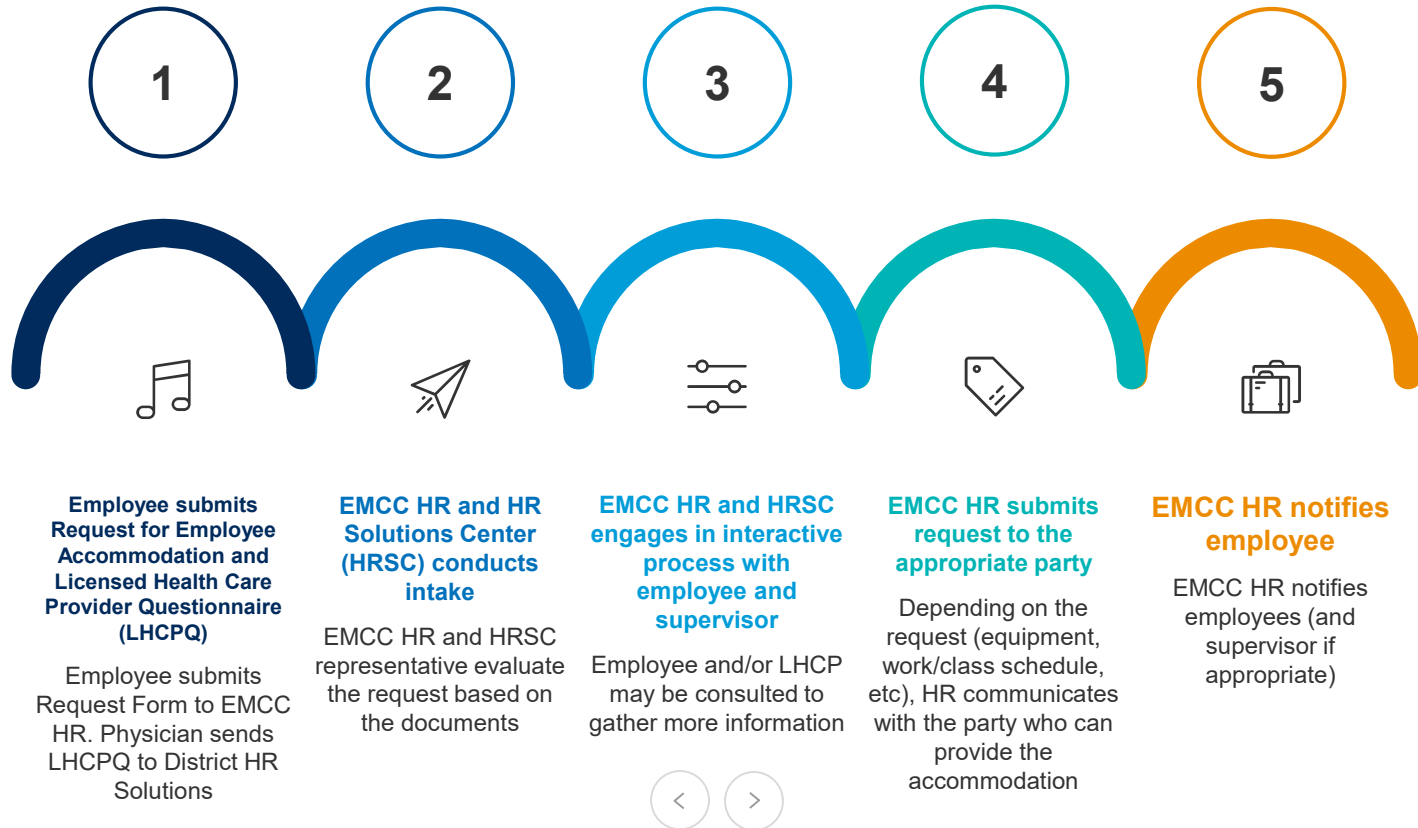 1
2
3
4
5
Employee submits
Request for Employee
Accommodation and
Licensed Health Care
Provider Questionnaire
(LHCPQ)
Employee submits
Request Form to EMCC
HR. Physician sends
LHCPQ to District HR
Solutions
EMCC HR and HR
Solutions Center
(HRSC) conducts
intake
EMCC HR and HRSC
representative evaluate
the request based on
the documents
EMCC HR and HRSC
engages in interactive
process with
employee and
supervisor
Employee and/or LHCP
may be consulted to
gather more information
EMCC HR submits
request to the
appropriate party
Depending on the
request (equipment,
work/class schedule,
etc), HR communicates
with the party who can
provide the
accommodation
EMCC HR notifies
employee
EMCC HR notifies
employees (and
supervisor if
appropriate)